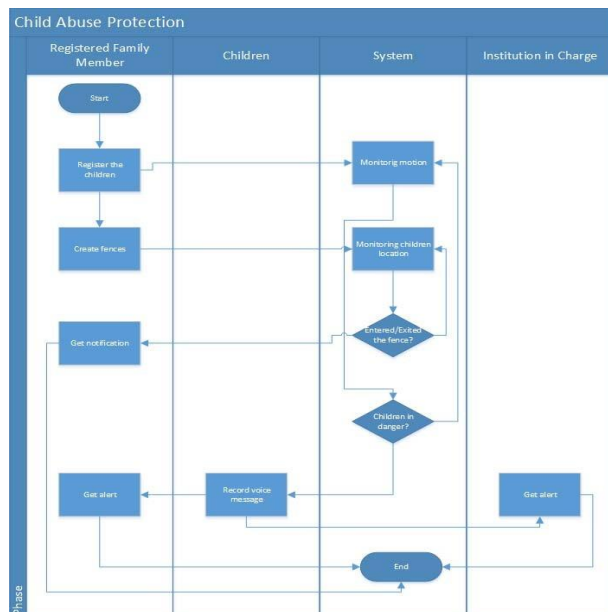 Child Abuse Protection
Registered Family
Member
Children
System
Institution in Charge
Start
Register the
children
Monitorig motion
Create fences
Monitoring children
location
Get notification
Entered/Exited
the fence?
Children in
danger?
Get alert
Record voice
message
Get alert
End
Phase